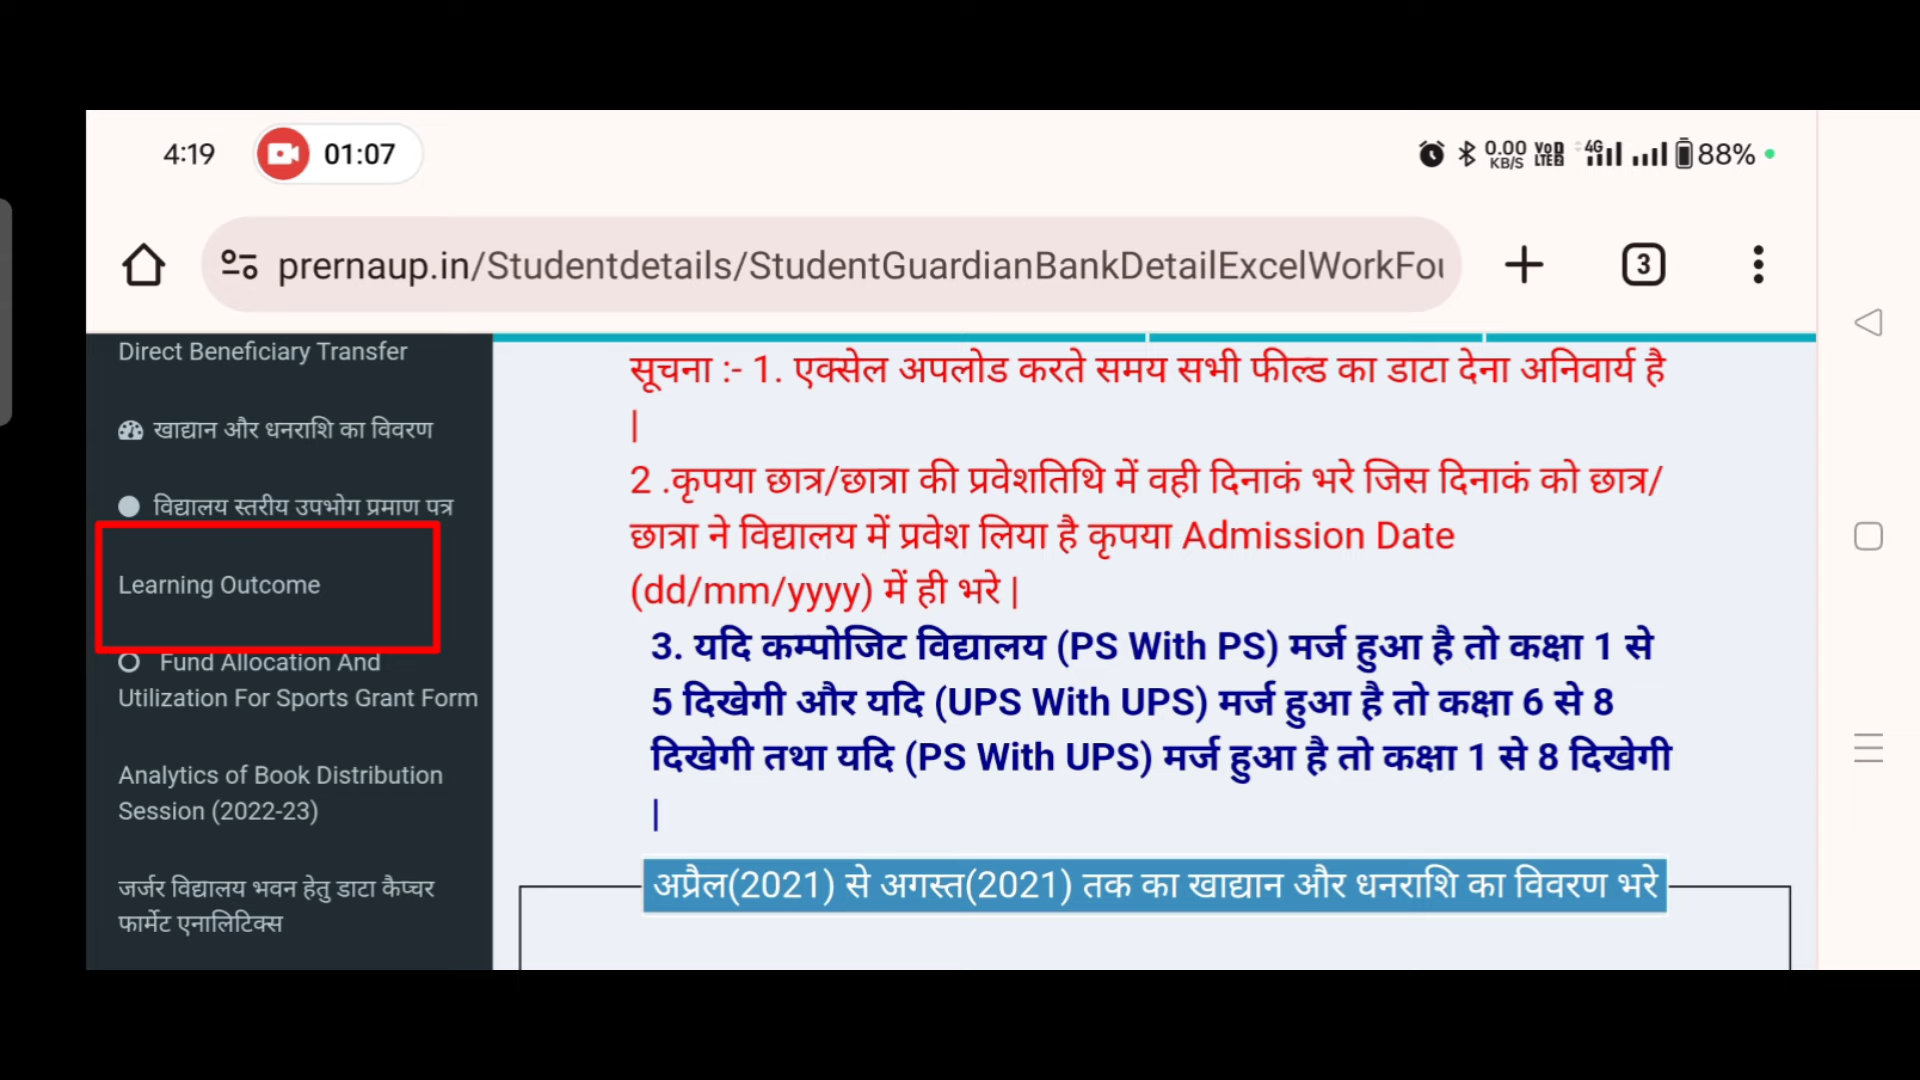 4:19
01:07
0.00 KB/S
4G
88%
prernaup.in/Studentdetails/StudentGuardianBankDetailExcelWorkFou
3
Direct Beneficiary Transfer
खाद्यान और धनराशि का विवरण
विद्यालय स्तरीय उपभोग प्रमाण पत्र
Learning Outcome
Fund Allocation And
Utilization For Sports Grant Form
Analytics of Book Distribution
Session (2022-23)
जर्जर विद्यालय भवन हेतु डाटा कैप्चर
फार्मेट एनालिटिक्स
सूचना :- 1. एक्सेल अपलोड करते समय सभी फील्ड का डाटा देना अनिवार्य है
|
2 .कृपया छात्र/छात्रा की प्रवेशतिथि में वही दिनाकं भरे जिस दिनाकं को छात्र/
छात्रा ने विद्यालय में प्रवेश लिया है कृपया Admission Date
(dd/mm/yyyy) में ही भरे |
3. यदि कम्पोजिट विद्यालय (PS With PS) मर्ज हुआ है तो कक्षा 1 से
5 दिखेगी और यदि (UPS With UPS) मर्ज हुआ है तो कक्षा 6 से 8
दिखेगी तथा यदि (PS With UPS) मर्ज हुआ है तो कक्षा 1 से 8 दिखेगी
|
अप्रैल(2021) से अगस्त(2021) तक का खाद्यान और धनराशि का विवरण भरे